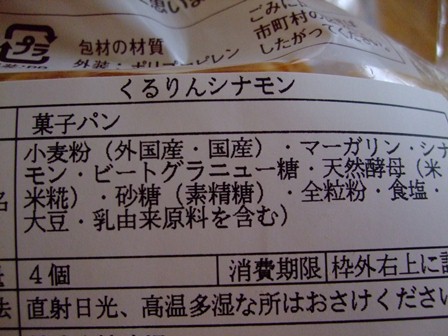 プラ
包材の材質
外装：ポリプロピレン
ごみに
市町村の
したがってください。
くるりんシナモン
菓子パン
小麦粉（外国産・国産）・マーガリン・シナ
モン・ビートグラニュー糖・天然酵母（米・
米糀）・砂糖（素精糖）・全粒粉・食塩・
大豆・乳由来原料を含む）
名
4個
消費期限
枠外右上に
法
直射日光、高温多湿な所はおさけください